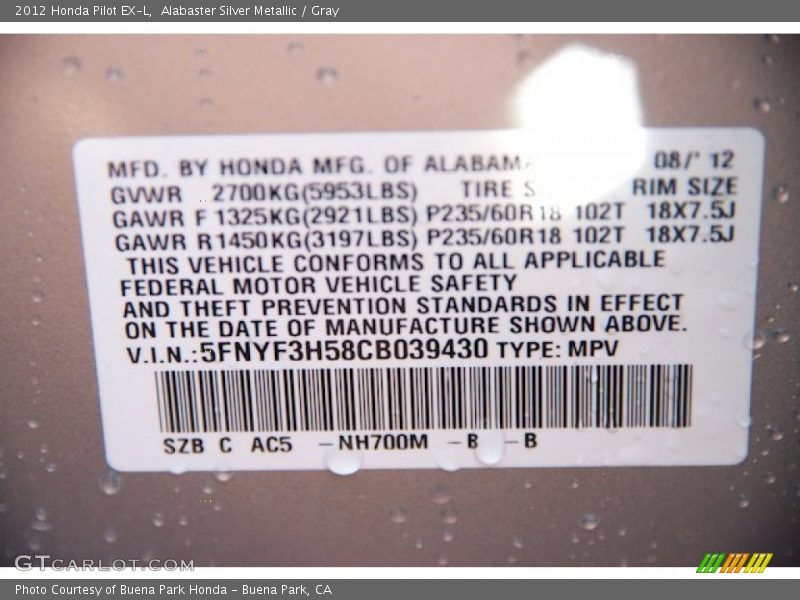 2012 Honda Pilot EX-L, Alabaster Silver Metallic / Gray
MFD. BY HONDA MFG. OF ALABAMA 08/' 12
GVWR 2700KG(5953LBS) TIRE RIM SIZE
GAWR F 1325KG(2921LBS) P235/60R18 102T 18X7.5J
GAWR R1450KG(3197LBS) P235/60R18 102T 18X7.5J
THIS VEHICLE CONFORMS TO ALL APPLICABLE
FEDERAL MOTOR VEHICLE SAFETY
AND THEFT PREVENTION STANDARDS IN EFFECT
ON THE DATE OF MANUFACTURE SHOWN ABOVE.
V.I.N.:5FNYF3H58CB039430 TYPE: MPV
SZB C AC5 -NH700M -B -B
GTCARLOT.COM
Photo Courtesy of Buena Park Honda - Buena Park, CA